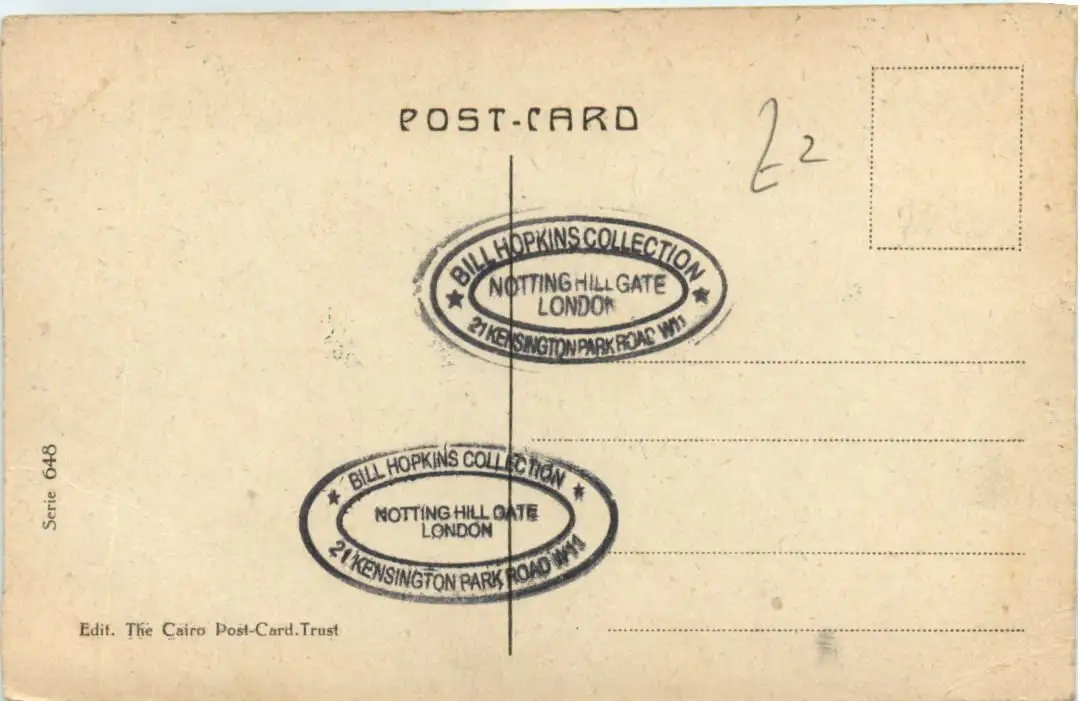 POST-CARD
£2
BILL HOPKINS COLLECTION
NOTTING HILL GATE
LONDON
21 KENSINGTON PARK ROAD W11
BILL HOPKINS COLLECTION
NOTTING HILL GATE
LONDON
21 KENSINGTON PARK ROAD W11
Serie 648
Edit. The Cairo Post-Card.Trust